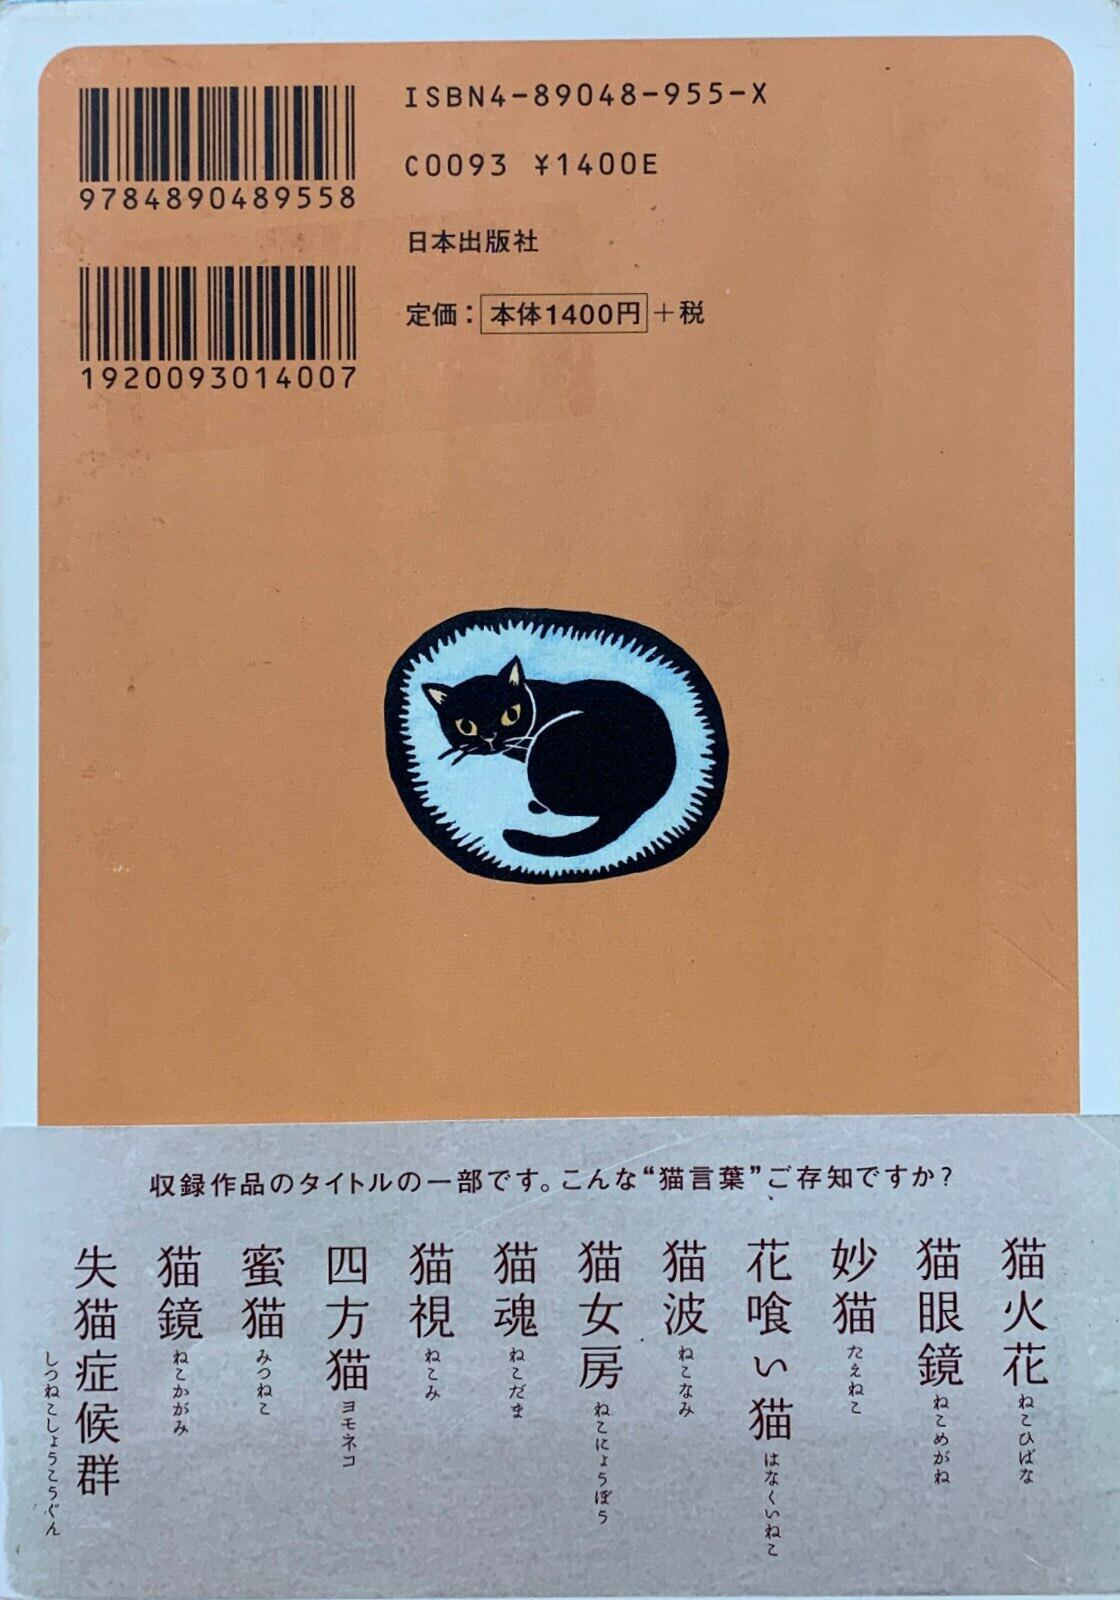 ISBN4-89048-955-X
C0093 ¥1400E
9784890489558
日本出版社
定価：本体1400円＋税
1920093014007
収録作品のタイトルの一部です。こんな“猫言葉”ご存知ですか？
猫火花 ねこひばな
猫眼鏡 ねこめがね
妙猫 たえねこ
花喰い猫 はなくいねこ
猫波 ねこなみ
猫女房 ねこにょうぼう
猫魂 ねこだま
猫視 ねこみ
四方猫 ヨモネコ
蜜猫 みつねこ
猫鏡 ねこかがみ
失猫症候群 しつねこしょうこうぐん